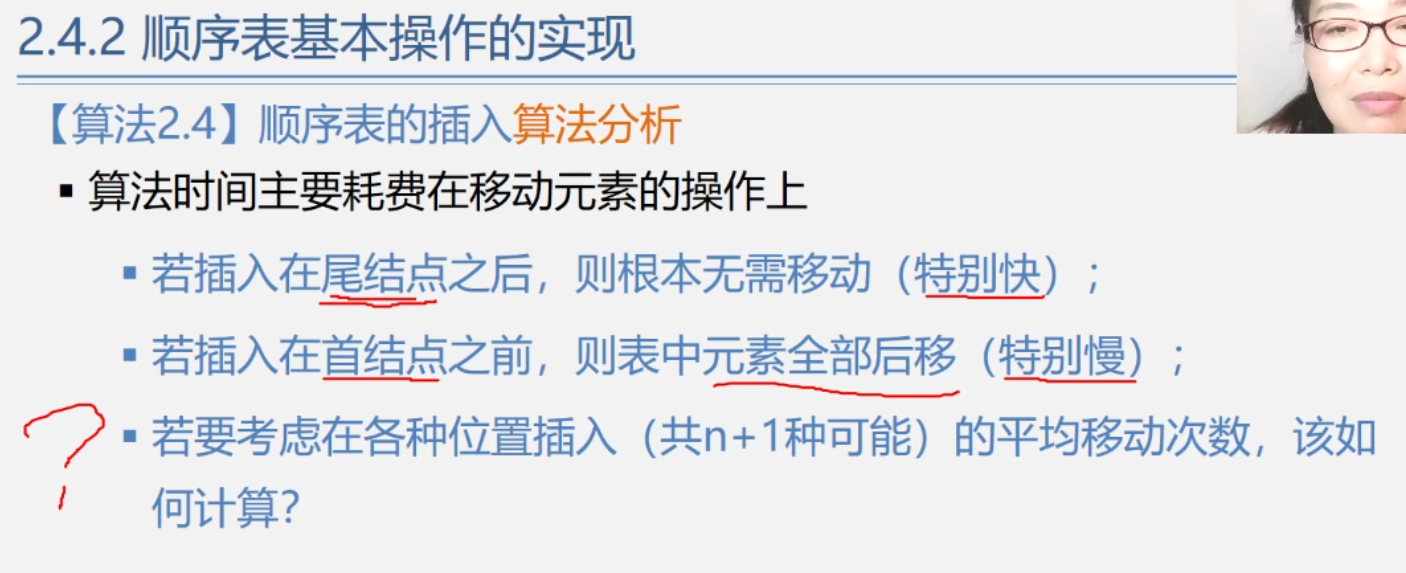 2.4.2 顺序表基本操作的实现
【算法2.4】顺序表的插入算法分析
▪ 算法时间主要耗费在移动元素的操作上
▪ 若插入在尾结点之后，则根本无需移动（特别快）；
▪ 若插入在首结点之前，则表中元素全部后移（特别慢）；
? ▪ 若要考虑在各种位置插入（共n+1种可能）的平均移动次数，该如
何计算？